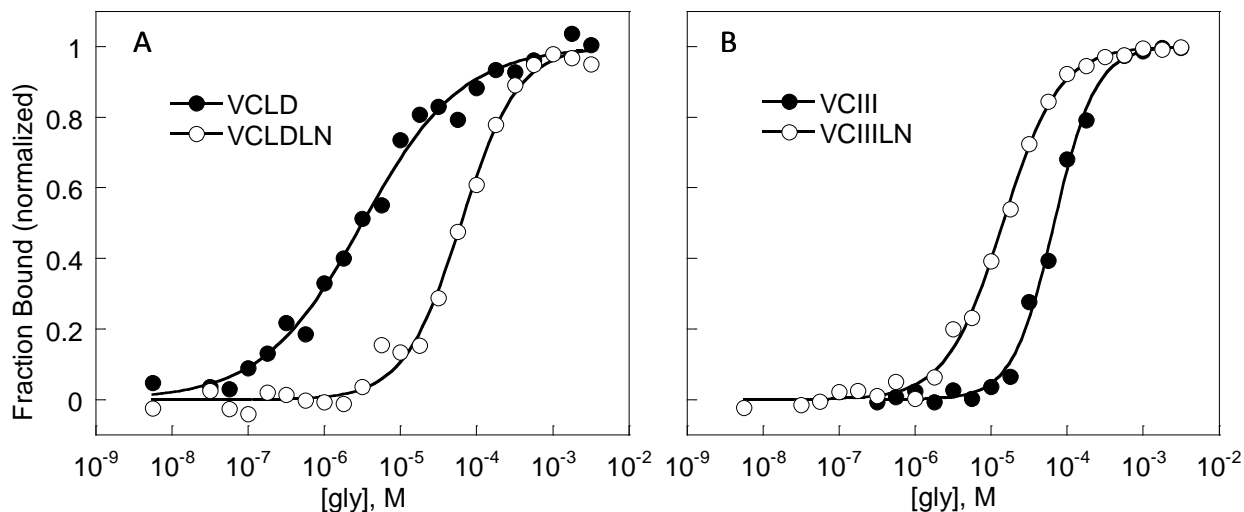 A
B
VCLD
VCLDLN
VCIII
VCIIILN
Fraction Bound (normalized)
1
0.8
0.6
0.4
0.2
0
10-9 10-8 10-7 10-6 10-5 10-4 10-3 10-2
10-9 10-8 10-7 10-6 10-5 10-4 10-3 10-2
[gly], M
[gly], M